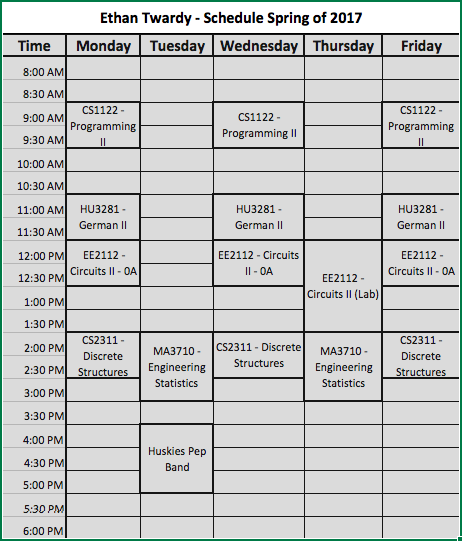 Ethan Twardy - Schedule Spring of 2017
Time Monday Tuesday Wednesday Thursday Friday
8:00 AM
8:30 AM
9:00 AM
9:30 AM
CS1122 -
Programming
II
CS1122 -
Programming II
CS1122 -
Programming
II
10:00 AM
10:30 AM
11:00 AM
11:30 AM
HU3281 -
German II
HU3281 -
German II
HU3281 -
German II
12:00 PM
12:30 PM
EE2112 -
Circuits II - 0A
EE2112 - Circuits
II - 0A
EE2112 -
Circuits II (Lab)
EE2112 -
Circuits II - 0A
1:00 PM
1:30 PM
2:00 PM
2:30 PM
CS2311 -
Discrete
Structures
MA3710 -
Engineering
Statistics
CS2311 - Discrete
Structures
MA3710 -
Engineering
Statistics
CS2311 -
Discrete
Structures
3:00 PM
3:30 PM
4:00 PM
4:30 PM
Huskies Pep
Band
5:00 PM
5:30 PM
6:00 PM